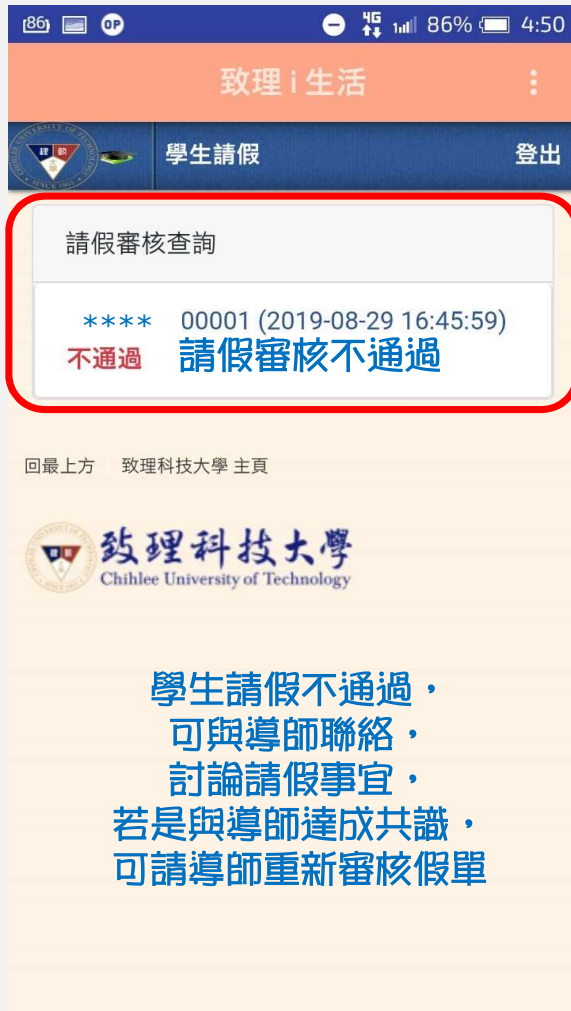 86 OP 4G 86% 4:50
致理 i 生活
學生請假 登出
請假審核查詢
**** 00001 (2019-08-29 16:45:59)
不通過 請假審核不通過
回最上方 致理科技大學 主頁
致理科技大學
Chihlee University of Technology
學生請假不通過，
可與導師聯絡，
討論請假事宜，
若是與導師達成共識，
可請導師重新審核假單